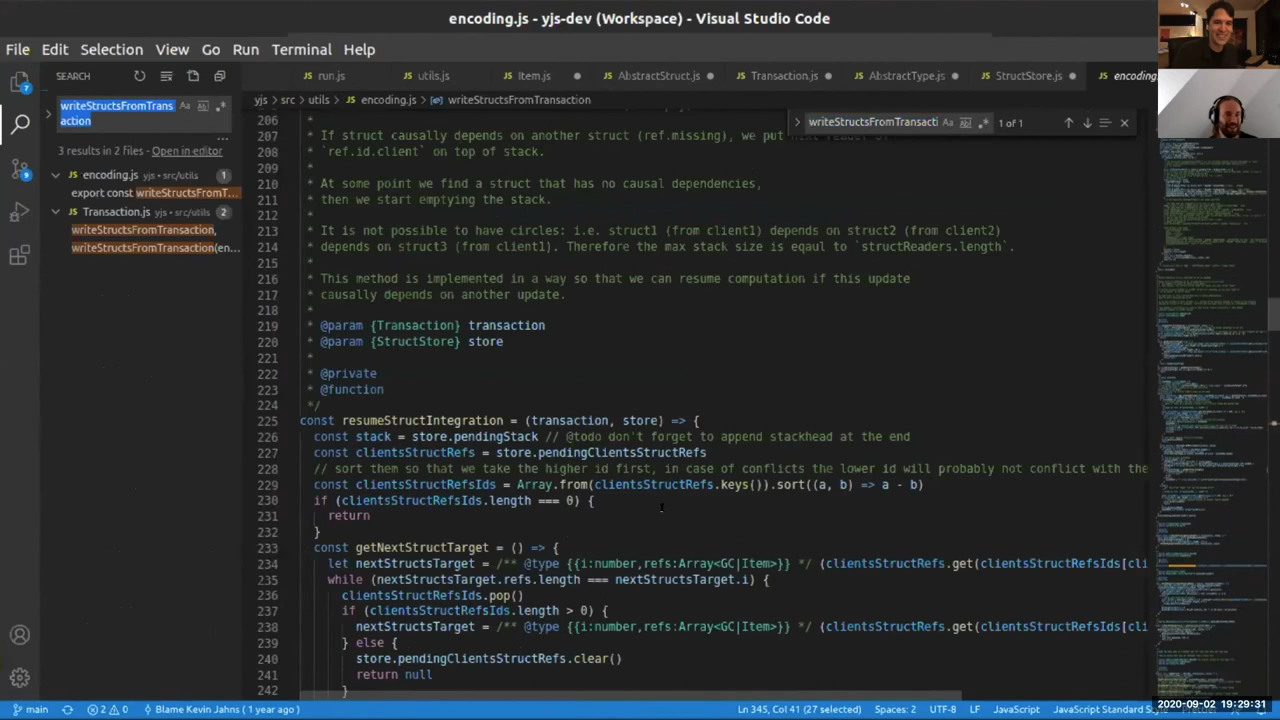 encoding.js - yjs-dev (Workspace) - Visual Studio Code
File Edit Selection View Go Run Terminal Help
SEARCH
run.js utils.js Item.js AbstractStruct.js Transaction.js AbstractType.js StructStore.js encoding.
7
writeStructsFromTrans
action
yjs > src > utils > encoding.js > writeStructsFromTransaction
writeStructsFromTransacti 1 of 1
3 results in 2 files - Open in editor
encoding.js yjs • src/utils
export const writeStructsFromT...
Transaction.js yjs • src/utils 2
writeStructsFromTransaction,
writeStructsFromTransaction(en...
9
206 *
207 * If struct causally depends on another struct (ref.missing), we put next reader of
208 * `ref.id.client` on top of stack.
209 *
210 * At some point we find a struct that has no causal dependencies,
211 * then we start emptying the stack.
212 *
213 * It is not possible to have circles: i.e. struct1 (from client1) depends on struct2 (from client2)
214 * depends on struct3 (from client1). Therefore the max stack size is eqaul to `structReaders.length`.
215 *
216 * This method is implemented in a way so that we can resume computation if this update
217 * causally depends on another update.
218 *
219 * @param {Transaction} transaction
220 * @param {StructStore} store
221 *
222 * @private
223 * @function
224 */
225 const resumeStructIntegration = (transaction, store) => {
226 const stack = store.pendingStack // @todo don't forget to append stackhead at the end
227 const clientsStructRefs = store.pendingClientsStructRefs
228 // sort them so that we take the higher id first, in case of conflicts the lower id will probably not conflict with the
229 const clientsStructRefsIds = Array.from(clientsStructRefs.keys()).sort((a, b) => a - b)
230 if (clientsStructRefsIds.length === 0) {
231 return null
232 }
233 const getNextStructTarget = () => {
234 let nextStructsTarget = /** @type {{i:number,refs:Array<GC|Item>}} */ (clientsStructRefs.get(clientsStructRefsIds[cli
235 while (nextStructsTarget.refs.length === nextStructsTarget.i) {
236 clientsStructRefsIds.pop()
237 if (clientsStructRefsIds.length > 0) {
238 nextStructsTarget = /** @type {{i:number,refs:Array<GC|Item>}} */ (clientsStructRefs.get(clientsStructRefsIds[cli
239 } else {
240 store.pendingClientsStructRefs.clear()
241 return null
242 }
main 2 0 Blame Kevin Jahns (1 year ago) Ln 345, Col 41 (27 selected) Spaces: 2 UTF-8 LF JavaScript JavaScript Standard
2020-09-02 19:29:31